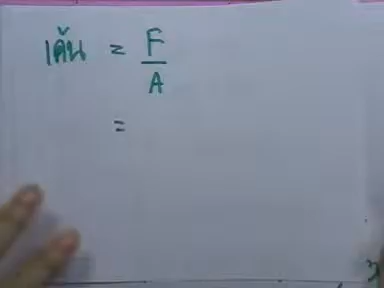 เค้น = F/A
=